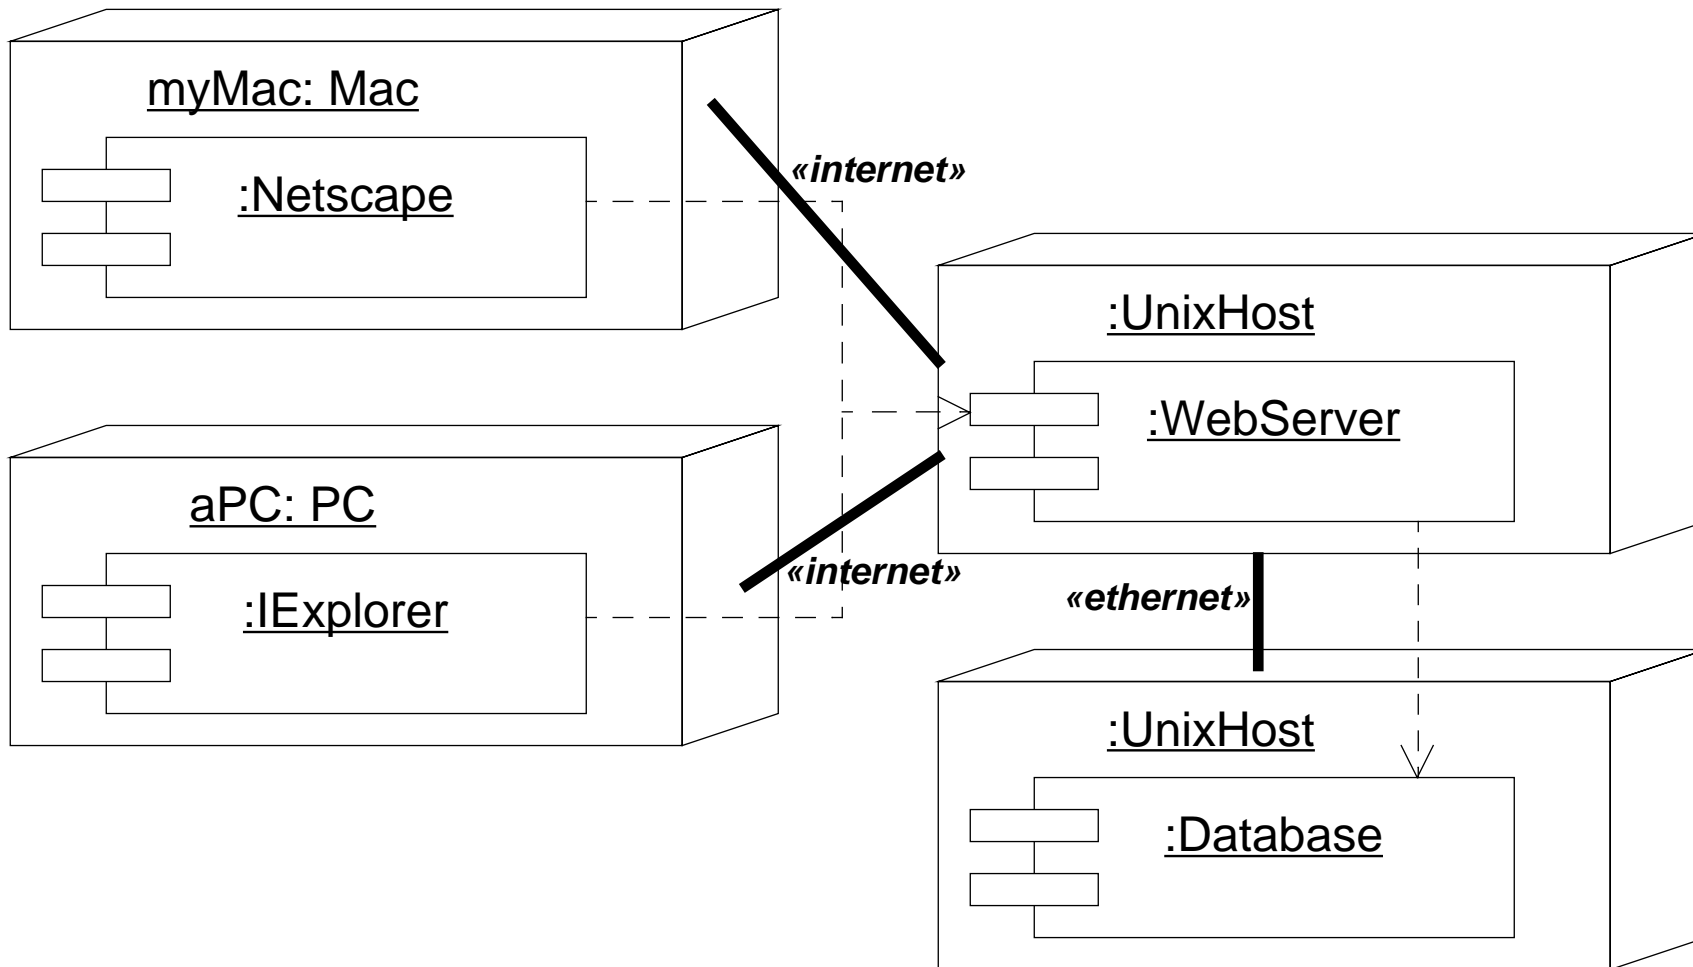 myMac: Mac
:Netscape
«internet»
:UnixHost
:WebServer
aPC: PC
:IExplorer
«internet»
«ethernet»
:UnixHost
:Database